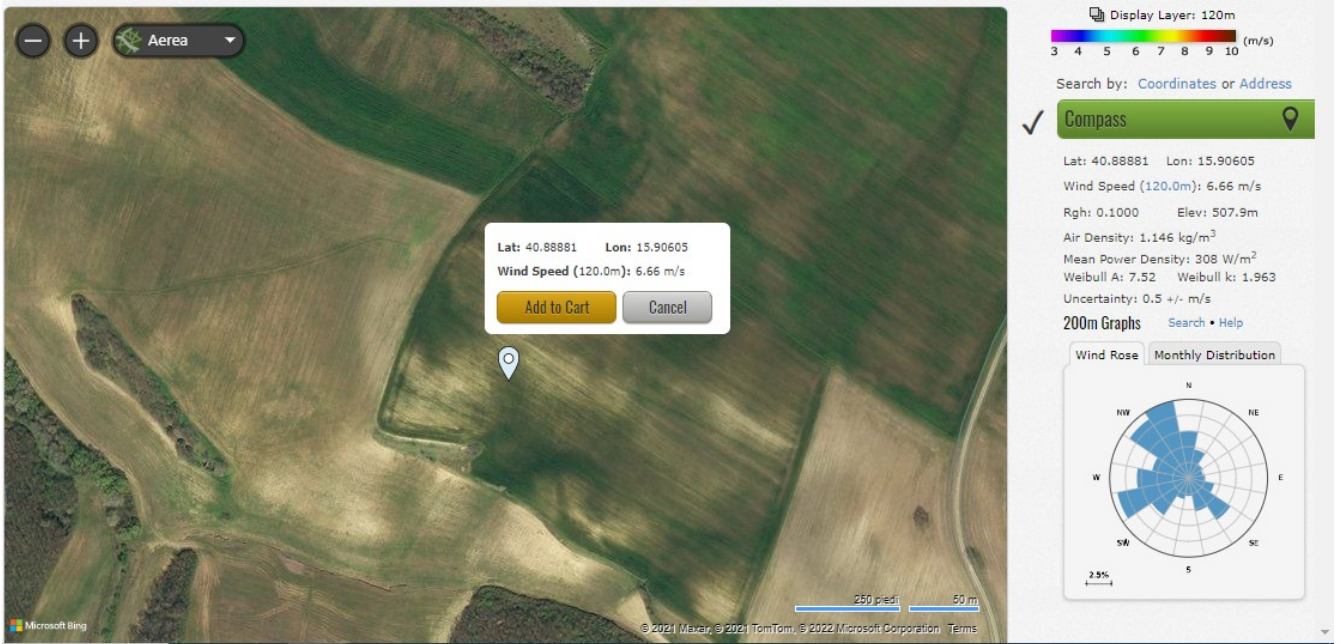 Aerea
Lat: 40.88881 Lon: 15.90605
Wind Speed (120.0m): 6.66 m/s
Add to Cart Cancel
250 piedi 50 m
Microsoft Bing
© 2021 Maxar, © 2021 TomTom, © 2022 Microsoft Corporation Terms
Display Layer: 120m
3 4 5 6 7 8 9 10 (m/s)
Search by: Coordinates or Address
Compass
Lat: 40.88881 Lon: 15.90605
Wind Speed (120.0m): 6.66 m/s
Rgh: 0.1000 Elev: 507.9m
Air Density: 1.146 kg/m³
Mean Power Density: 308 W/m²
Weibull A: 7.52 Weibull k: 1.963
Uncertainty: 0.5 +/- m/s
200m Graphs Search • Help
Wind Rose Monthly Distribution
N
NW NE
W E
SW SE
S
2.5%